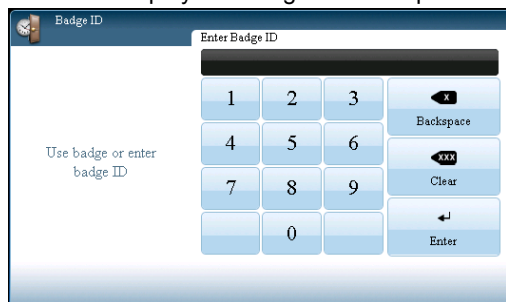 Badge ID
Enter Badge ID
Use badge or enter
badge ID
1 2 3
4 5 6
7 8 9
0
X
Backspace
XXX
Clear
Enter